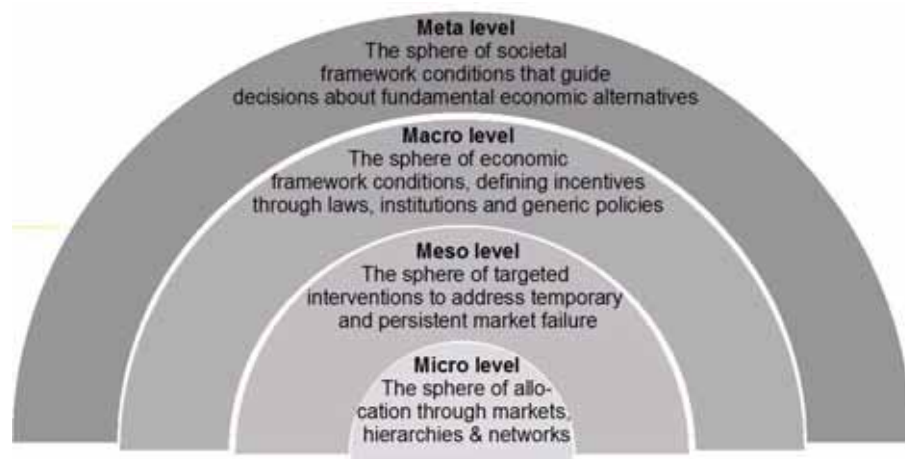 Meta level
The sphere of societal
framework conditions that guide
decisions about fundamental economic alternatives
Macro level
The sphere of economic
framework conditions, defining incentives
through laws, institutions and generic policies
Meso level
The sphere of targeted
interventions to address temporary
and persistent market failure
Micro level
The sphere of allo-
cation through markets,
hierarchies & networks